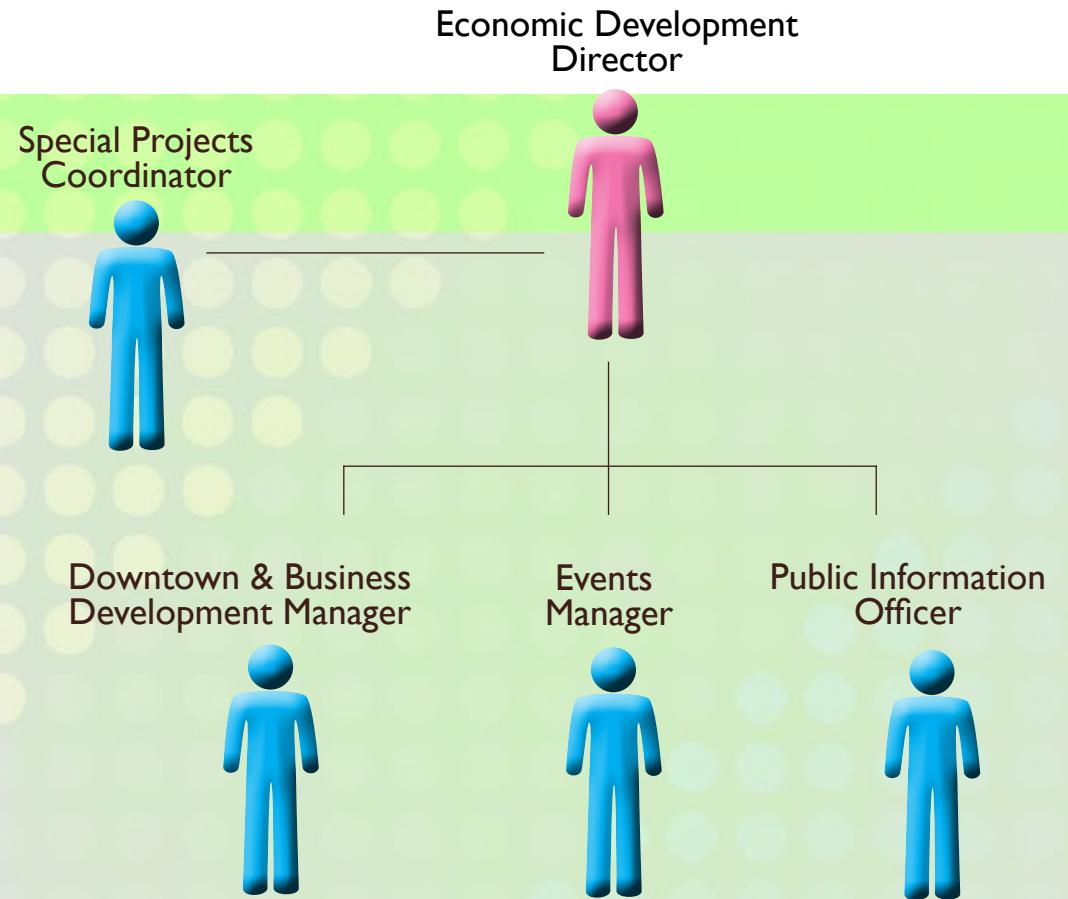 Economic Development
Director
Special Projects
Coordinator
Downtown & Business
Development Manager
Events
Manager
Public Information
Officer